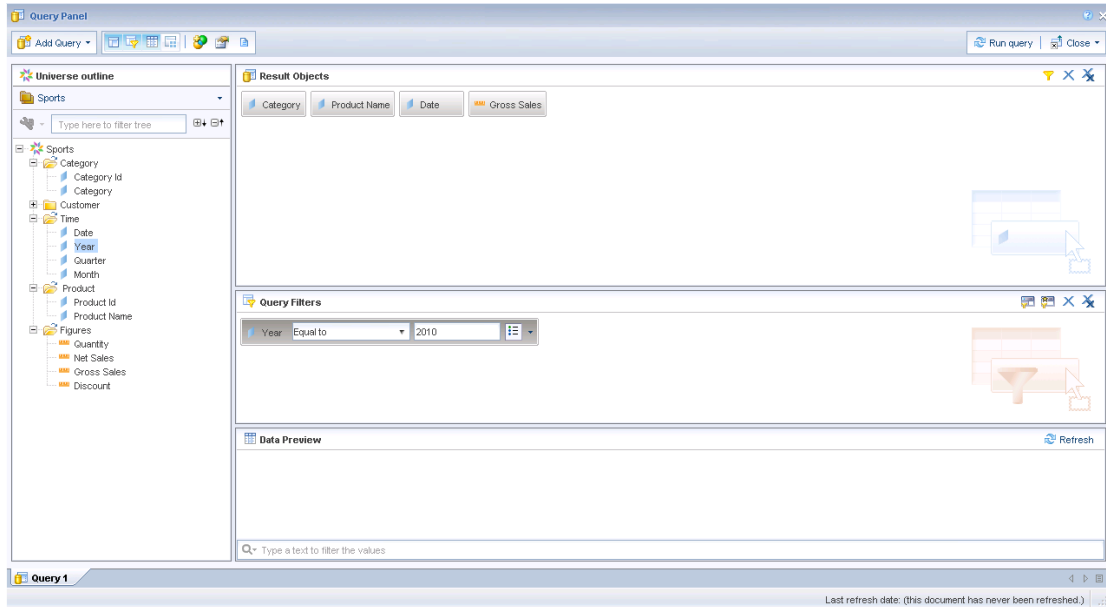 Query Panel
Add Query
Run query
Close
Universe outline
Sports
Type here to filter tree
Sports
Category
Category Id
Category
Customer
Time
Date
Year
Quarter
Month
Product
Product Id
Product Name
Figures
Quantity
Net Sales
Gross Sales
Discount
Result Objects
Category Product Name Date Gross Sales
Query Filters
Year Equal to 2010
Data Preview
Refresh
Type a text to filter the values
Query 1
Last refresh date: (this document has never been refreshed.)